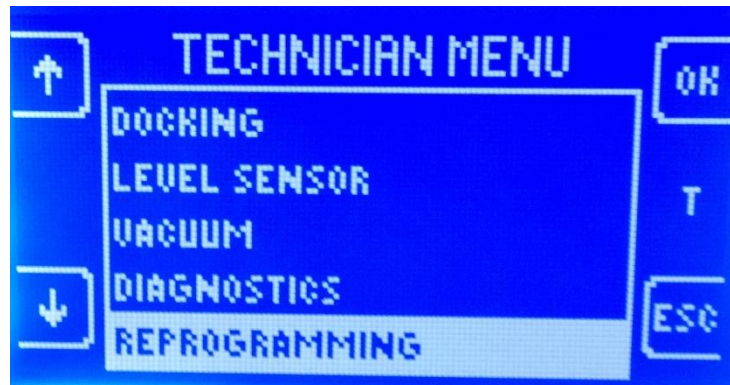 ↑
TECHNICIAN MENU
OK
DOCKING
LEVEL SENSOR
T
VACUUM
DIAGNOSTICS
↓
ESC
REPROGRAMMING